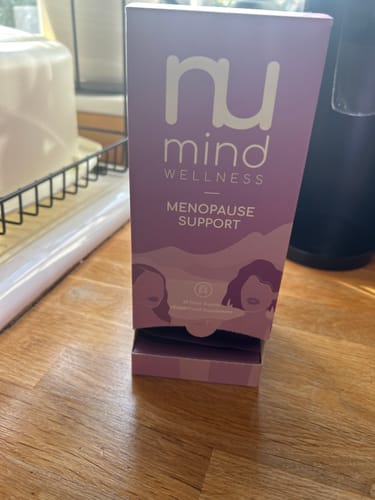 nu
mind
WELLNESS
MENOPAUSE
SUPPORT